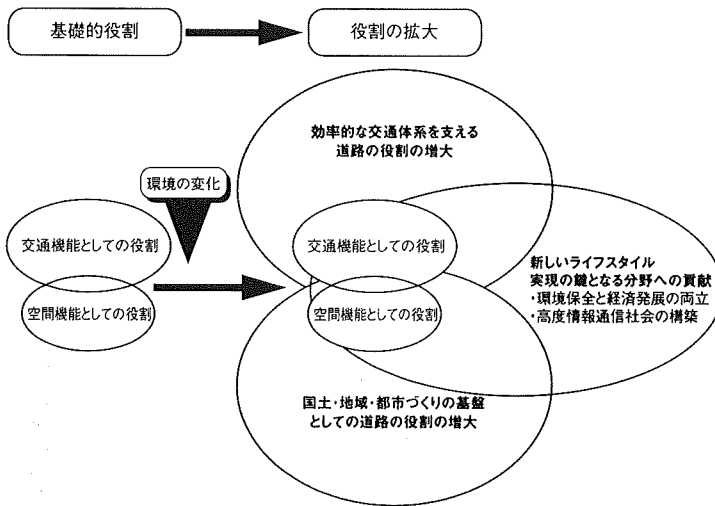 基礎的役割
役割の拡大
効率的な交通体系を支える
道路の役割の増大
環境の変化
交通機能としての役割
空間機能としての役割
交通機能としての役割
空間機能としての役割
新しいライフスタイル
実現の鍵となる分野への貢献
・環境保全と経済発展の両立
・高度情報通信社会の構築
国土・地域・都市づくりの基盤
としての道路の役割の増大